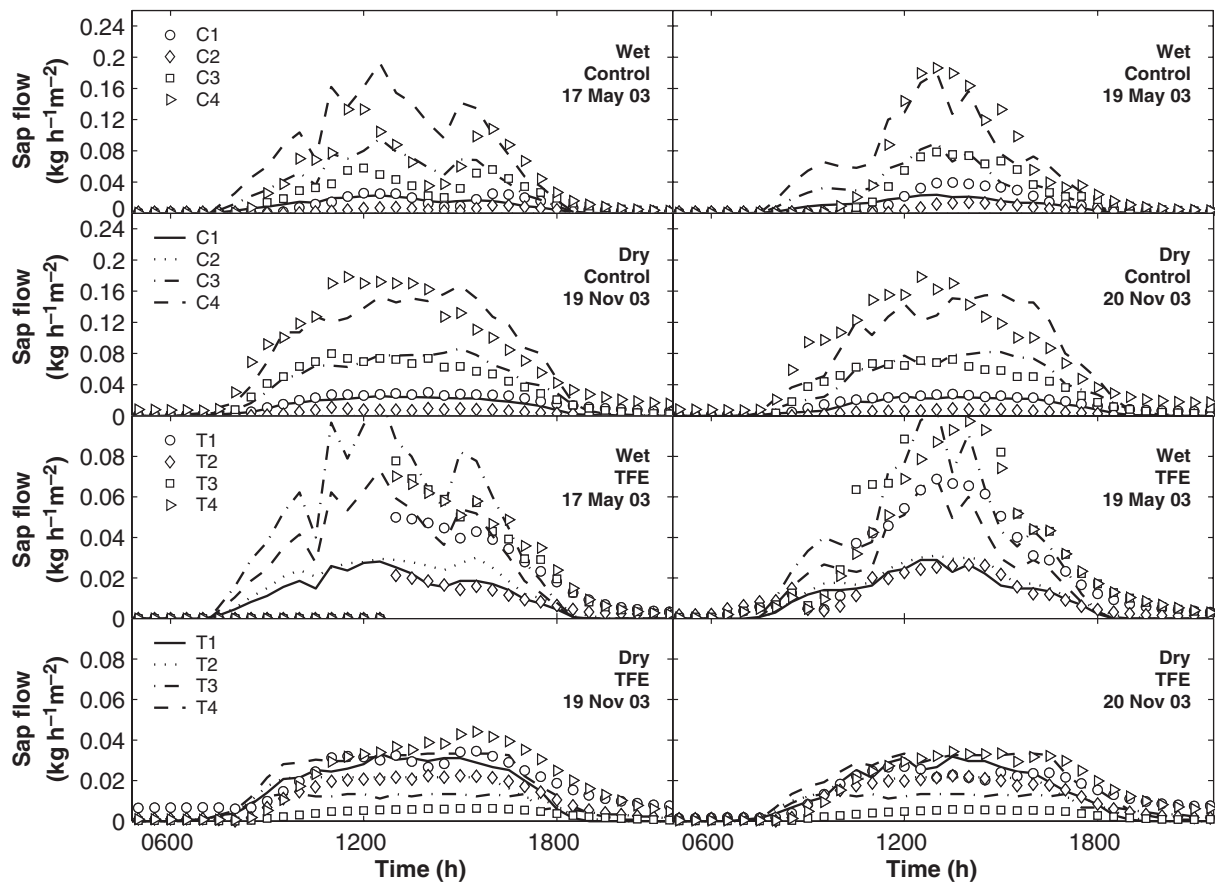 Sap flow
(kg h⁻¹m⁻²)
0.24
0.2
0.16
0.12
0.08
0.04
0
C1
C2
C3
C4
Wet
Control
17 May 03
Wet
Control
19 May 03
Sap flow
(kg h⁻¹m⁻²)
0.24
0.2
0.16
0.12
0.08
0.04
0
C1
C2
C3
C4
Dry
Control
19 Nov 03
Dry
Control
20 Nov 03
Sap flow
(kg h⁻¹m⁻²)
0.08
0.06
0.04
0.02
0
T1
T2
T3
T4
Wet
TFE
17 May 03
Wet
TFE
19 May 03
Sap flow
(kg h⁻¹m⁻²)
0.08
0.06
0.04
0.02
0
T1
T2
T3
T4
Dry
TFE
19 Nov 03
Dry
TFE
20 Nov 03
0600 1200 1800
0600 1200 1800
Time (h)
Time (h)